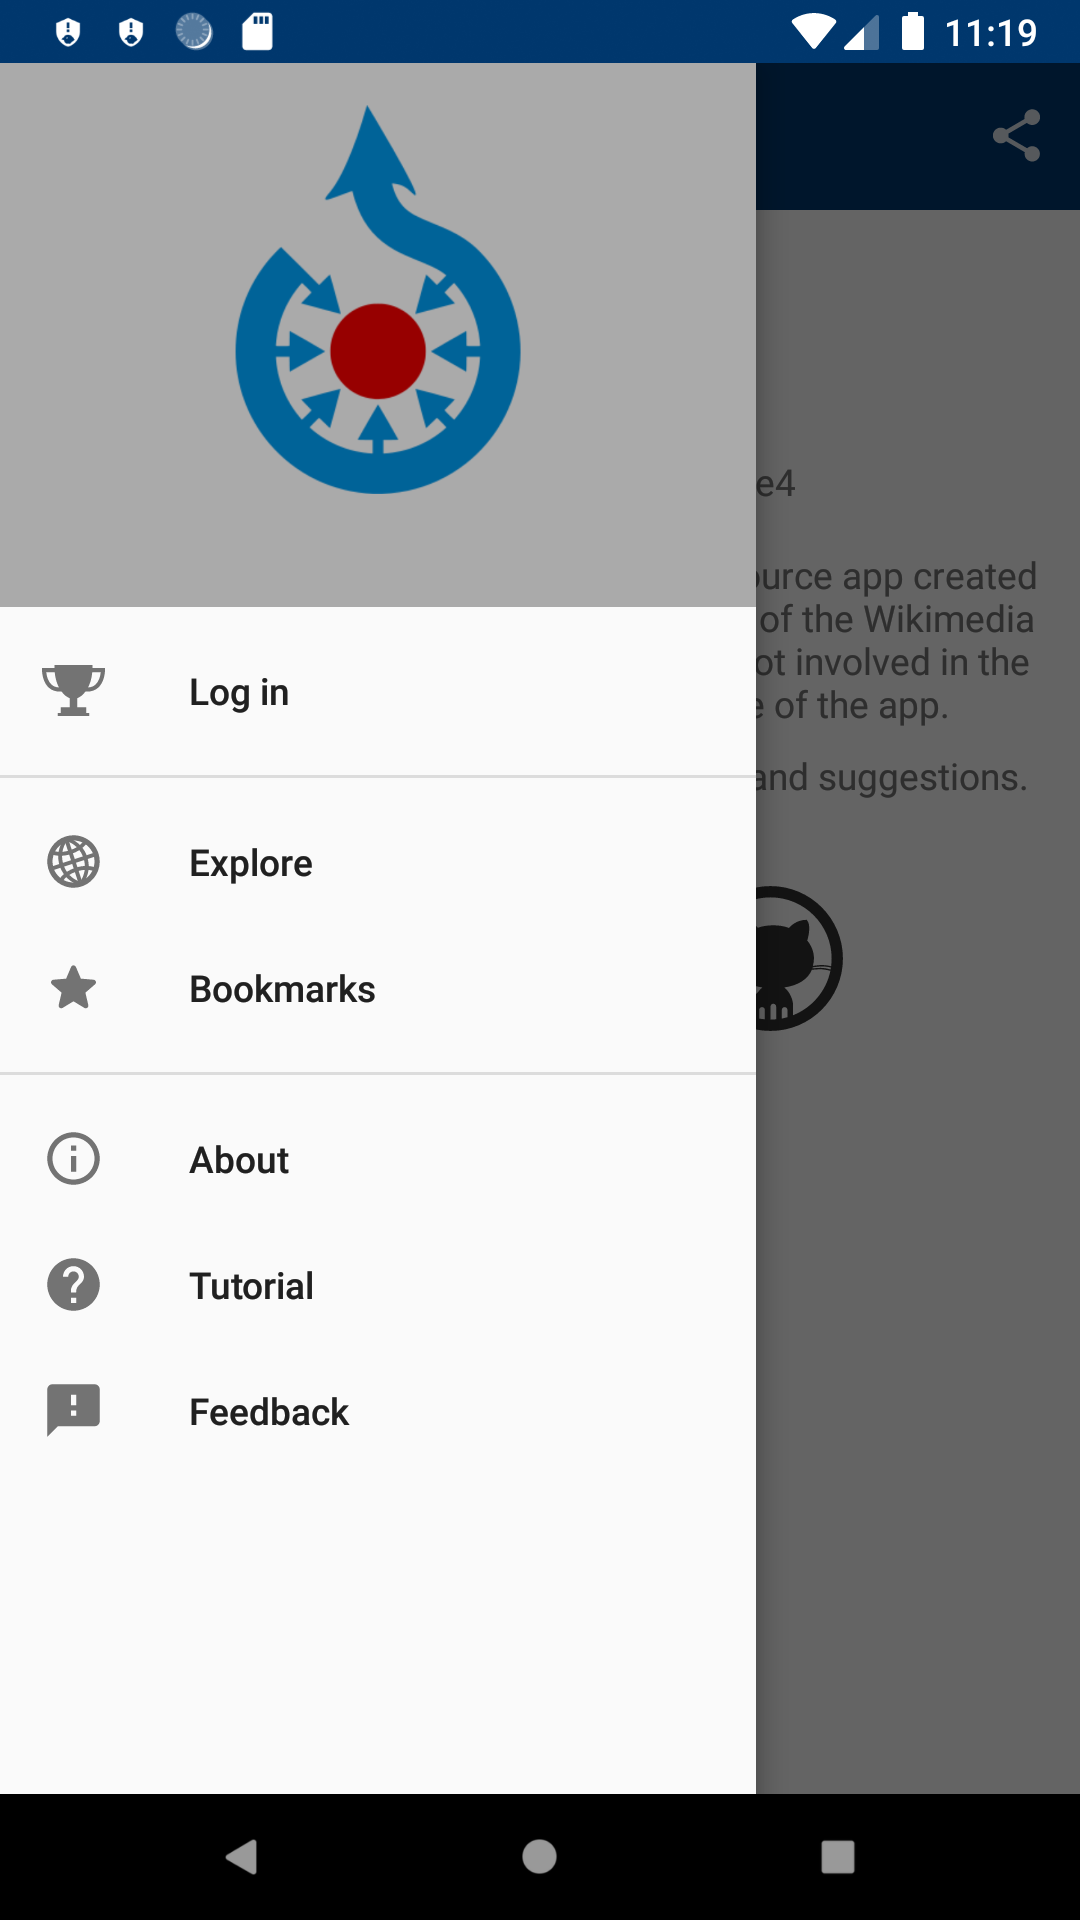 11:19
e4
urce app created
of the Wikimedia
ot involved in the
of the app.
and suggestions.
Log in
Explore
Bookmarks
About
Tutorial
Feedback